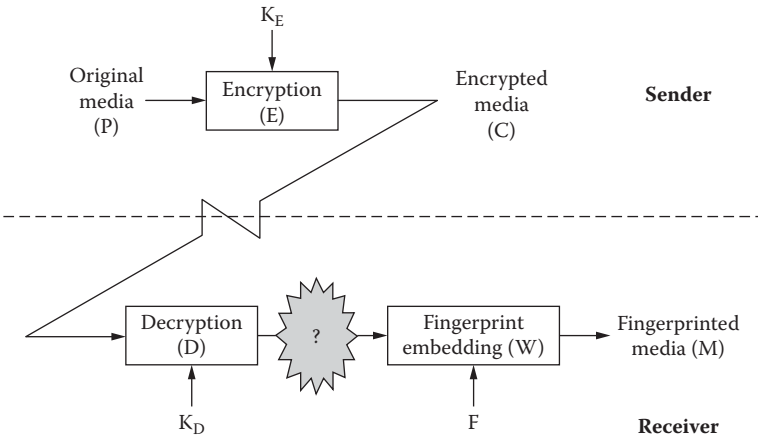 K_E
Original
media
(P)
Encryption
(E)
Encrypted
media
(C)
Sender
Decryption
(D)
?
Fingerprint
embedding (W)
Fingerprinted
media (M)
K_D
F
Receiver